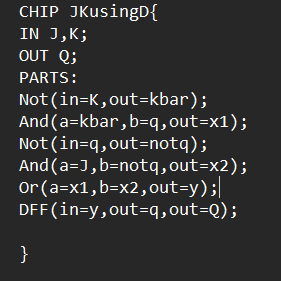 CHIP JKusingD{
IN J,K;
OUT Q;
PARTS:
Not(in=K,out=kbar);
And(a=kbar,b=q,out=x1);
Not(in=q,out=notq);
And(a=J,b=notq,out=x2);
Or(a=x1,b=x2,out=y);
DFF(in=y,out=q,out=Q);
}